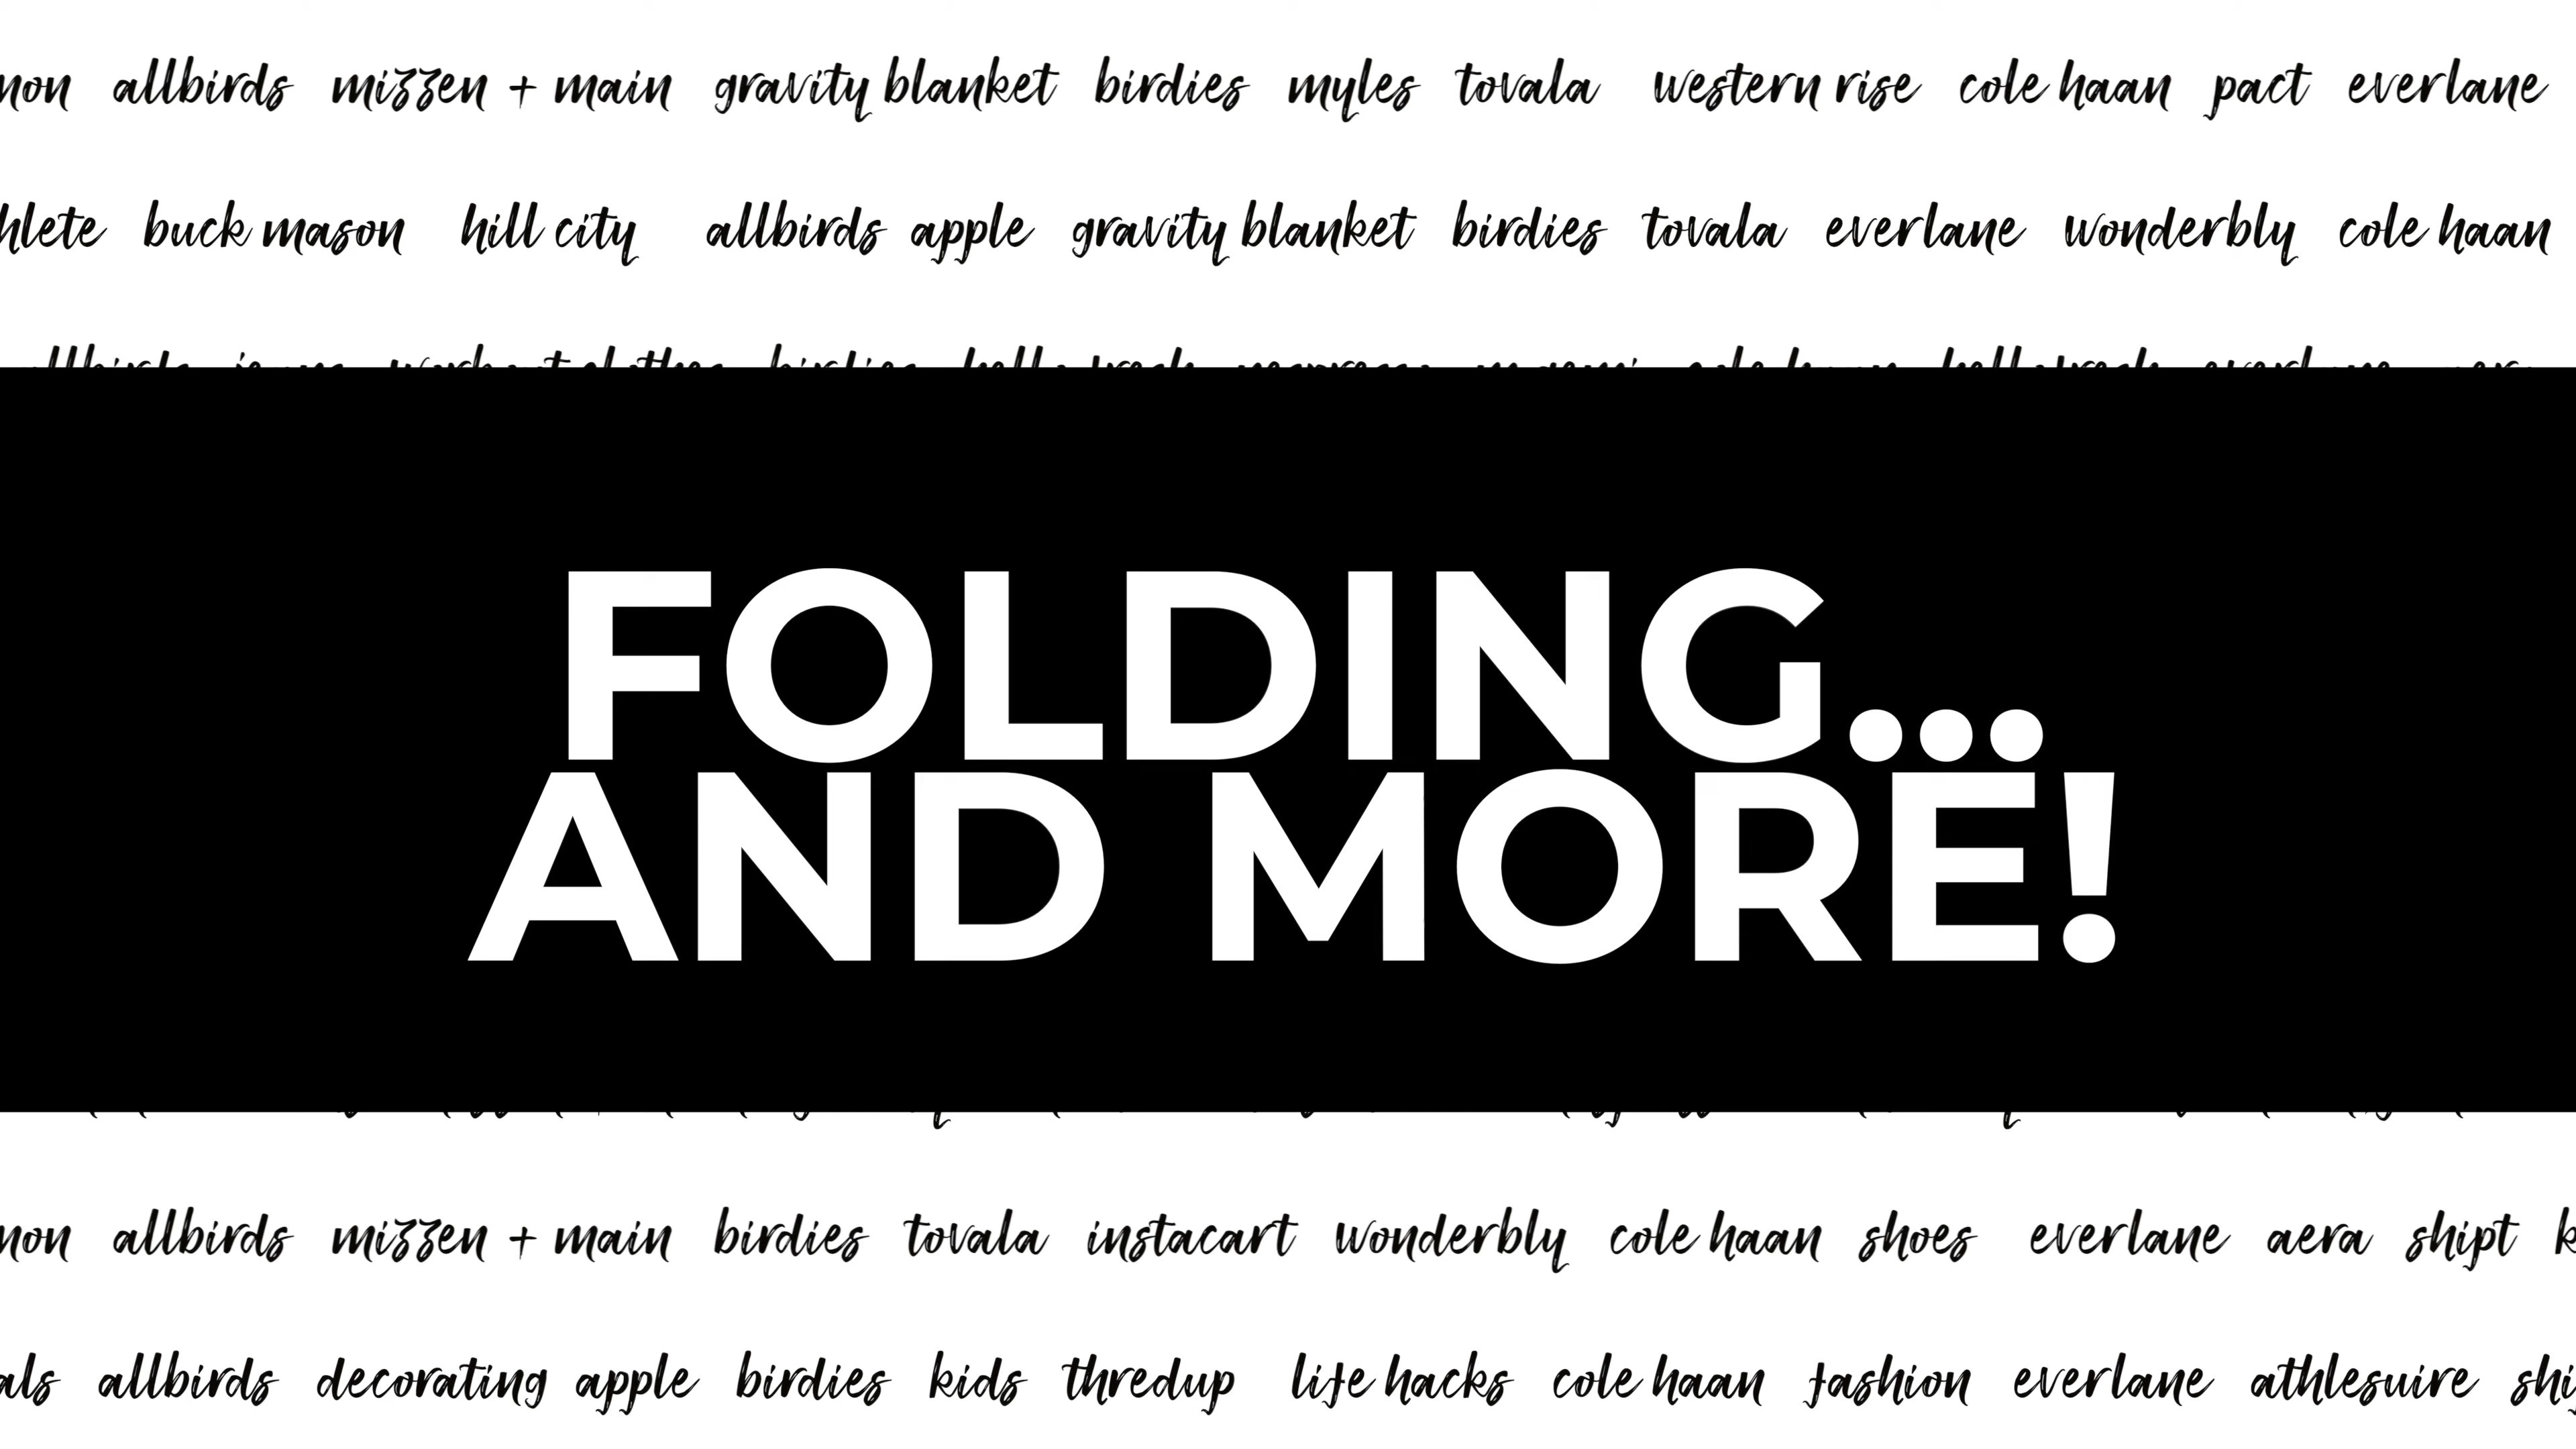 non allbirds mizzen + main gravity blanket birdies myles tovala western rise cole haan pact everlane
hlete buck mason hill city allbirds apple gravity blanket birdies tovala everlane wonderbly cole haan
FOLDING...
AND MORE!
non allbirds mizzen + main birdies tovala instacart wonderbly cole haan shoes everlane aera shipt k
als allbirds decorating apple birdies kids thredup life hacks cole haan fashion everlane athlesuire shi